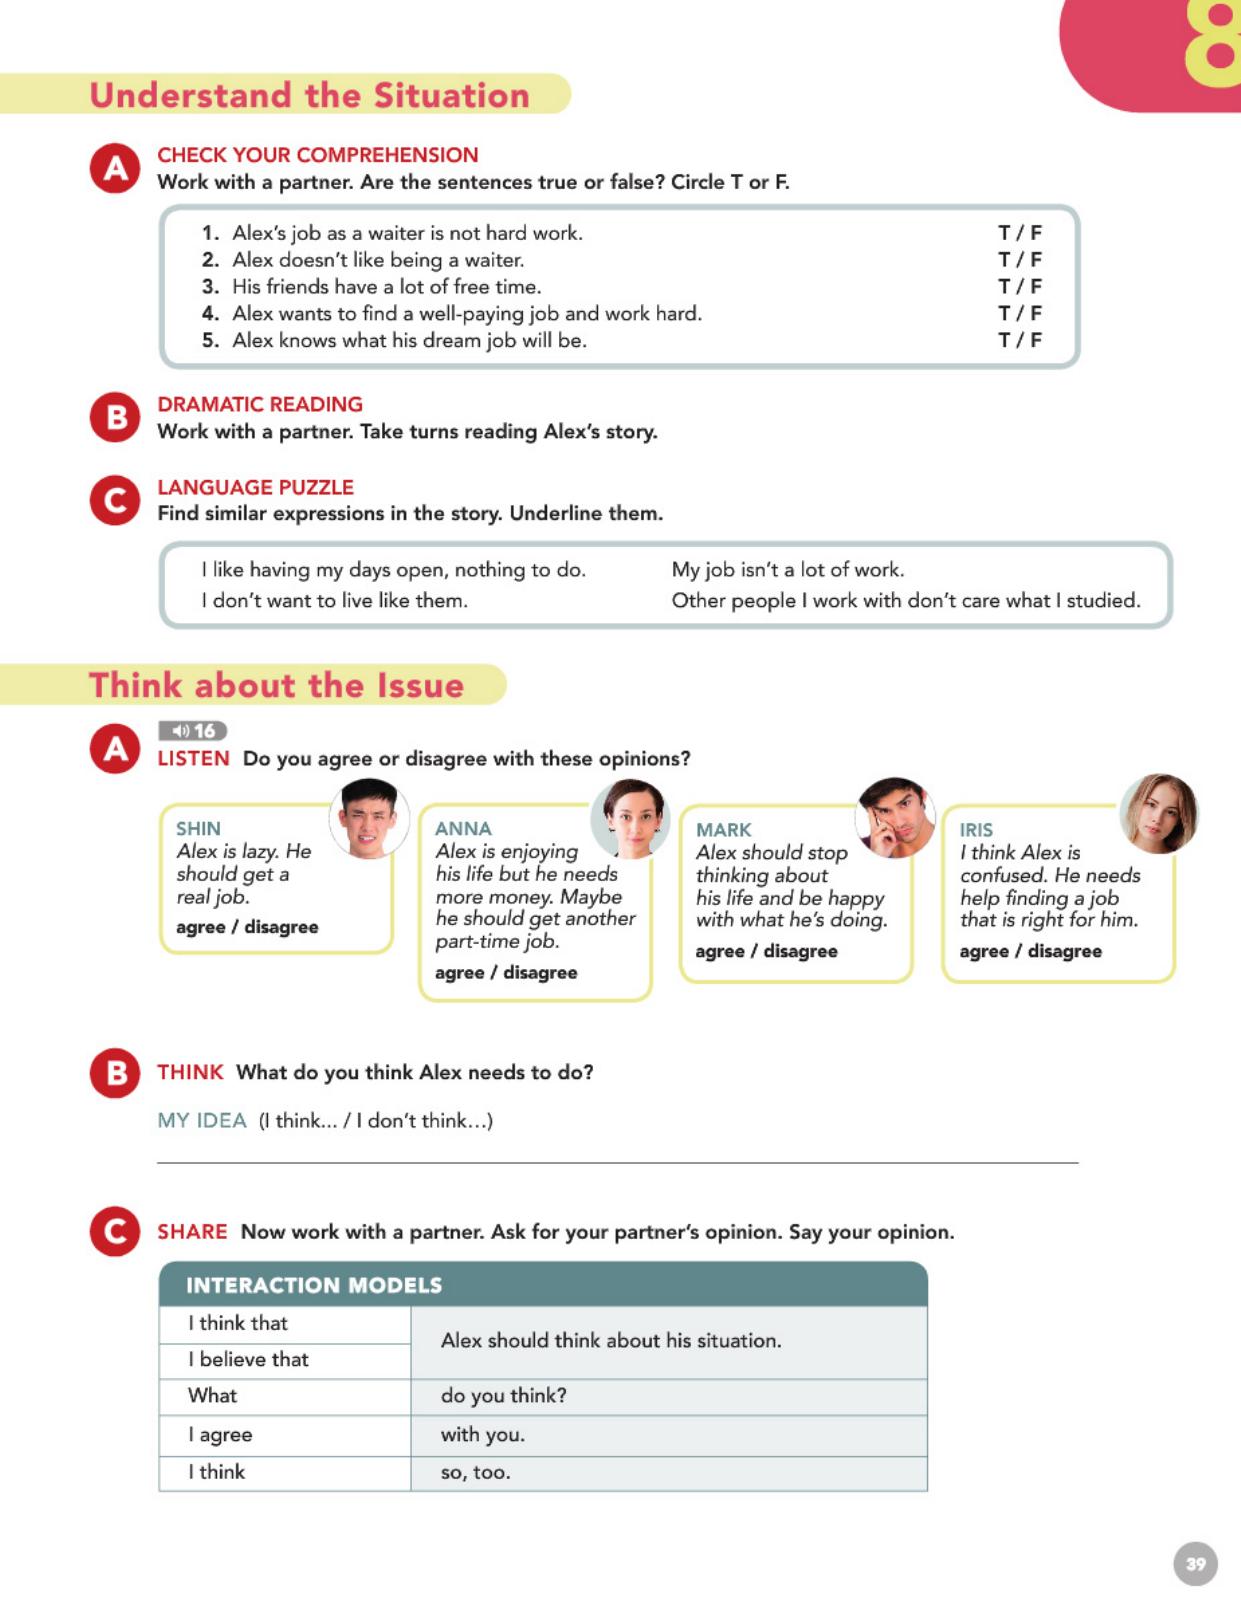 8
Understand the Situation
A
CHECK YOUR COMPREHENSION
Work with a partner. Are the sentences true or false? Circle T or F.
1. Alex's job as a waiter is not hard work. T / F
2. Alex doesn't like being a waiter. T / F
3. His friends have a lot of free time. T / F
4. Alex wants to find a well-paying job and work hard. T / F
5. Alex knows what his dream job will be. T / F
B
DRAMATIC READING
Work with a partner. Take turns reading Alex's story.
C
LANGUAGE PUZZLE
Find similar expressions in the story. Underline them.
I like having my days open, nothing to do. My job isn't a lot of work.
I don't want to live like them. Other people I work with don't care what I studied.
Think about the Issue
A
16
LISTEN Do you agree or disagree with these opinions?
SHIN
Alex is lazy. He
should get a
real job.
agree / disagree
ANNA
Alex is enjoying
his life but he needs
more money. Maybe
he should get another
part-time job.
agree / disagree
MARK
Alex should stop
thinking about
his life and be happy
with what he's doing.
agree / disagree
IRIS
I think Alex is
confused. He needs
help finding a job
that is right for him.
agree / disagree
B
THINK What do you think Alex needs to do?
MY IDEA (I think... / I don't think...)
C
SHARE Now work with a partner. Ask for your partner's opinion. Say your opinion.
INTERACTION MODELS
I think that
I believe that
Alex should think about his situation.
What do you think?
I agree with you.
I think so, too.
39